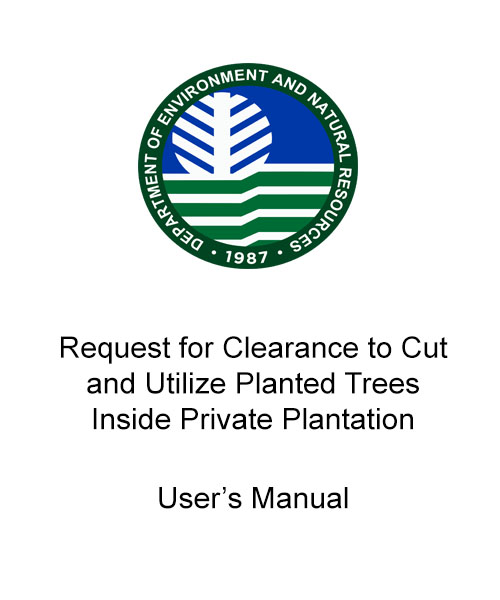 DEPARTMENT OF ENVIRONMENT AND NATURAL RESOURCES
• 1987 •
Request for Clearance to Cut
and Utilize Planted Trees
Inside Private Plantation
User’s Manual